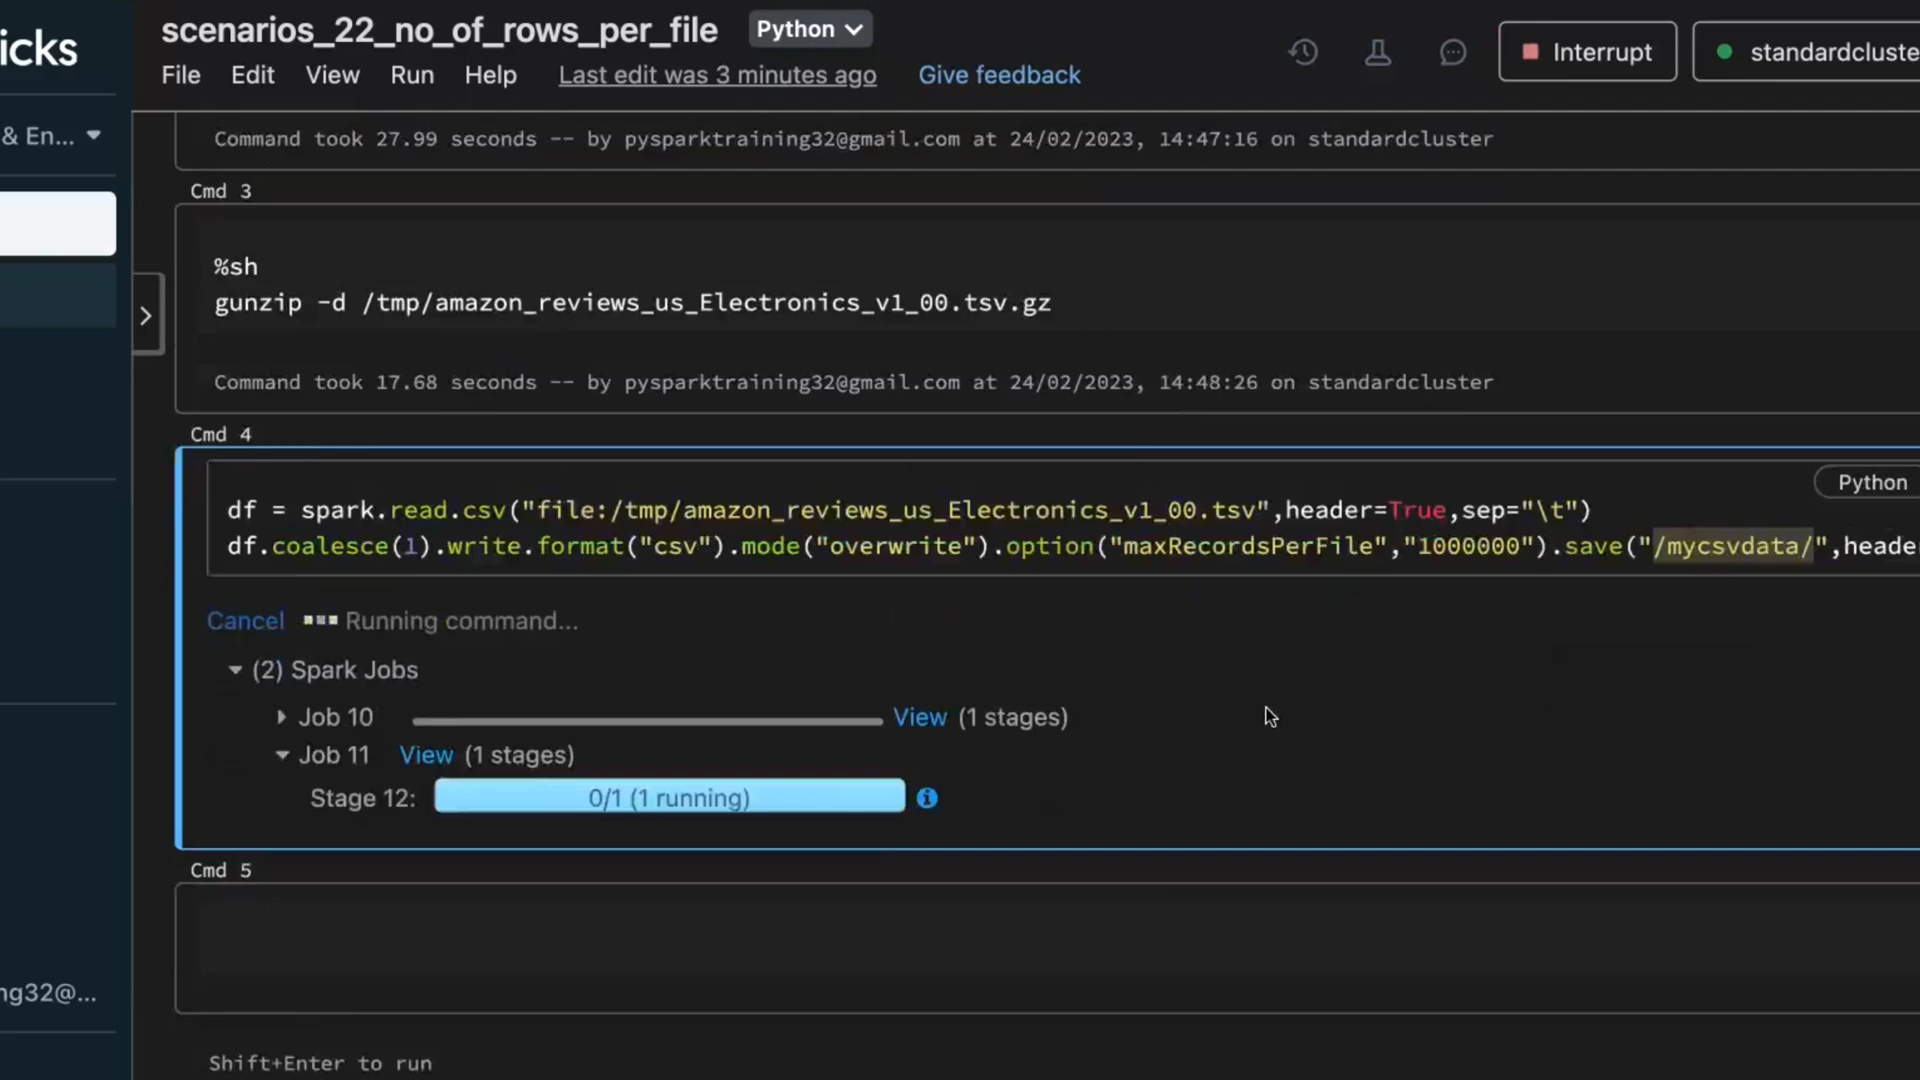 icks
scenarios_22_no_of_rows_per_file Python
File Edit View Run Help Last edit was 3 minutes ago Give feedback
Interrupt
standardcluste
& En...
Command took 27.99 seconds -- by pysparktraining32@gmail.com at 24/02/2023, 14:47:16 on standardcluster
Cmd 3
%sh
gunzip -d /tmp/amazon_reviews_us_Electronics_v1_00.tsv.gz
Command took 17.68 seconds -- by pysparktraining32@gmail.com at 24/02/2023, 14:48:26 on standardcluster
Cmd 4
Python
df = spark.read.csv("file:/tmp/amazon_reviews_us_Electronics_v1_00.tsv",header=True,sep="\t")
df.coalesce(1).write.format("csv").mode("overwrite").option("maxRecordsPerFile","1000000").save("/mycsvdata/",heade
Cancel Running command...
(2) Spark Jobs
Job 10 View (1 stages)
Job 11 View (1 stages)
Stage 12: 0/1 (1 running)
Cmd 5
ng32@...
Shift+Enter to run